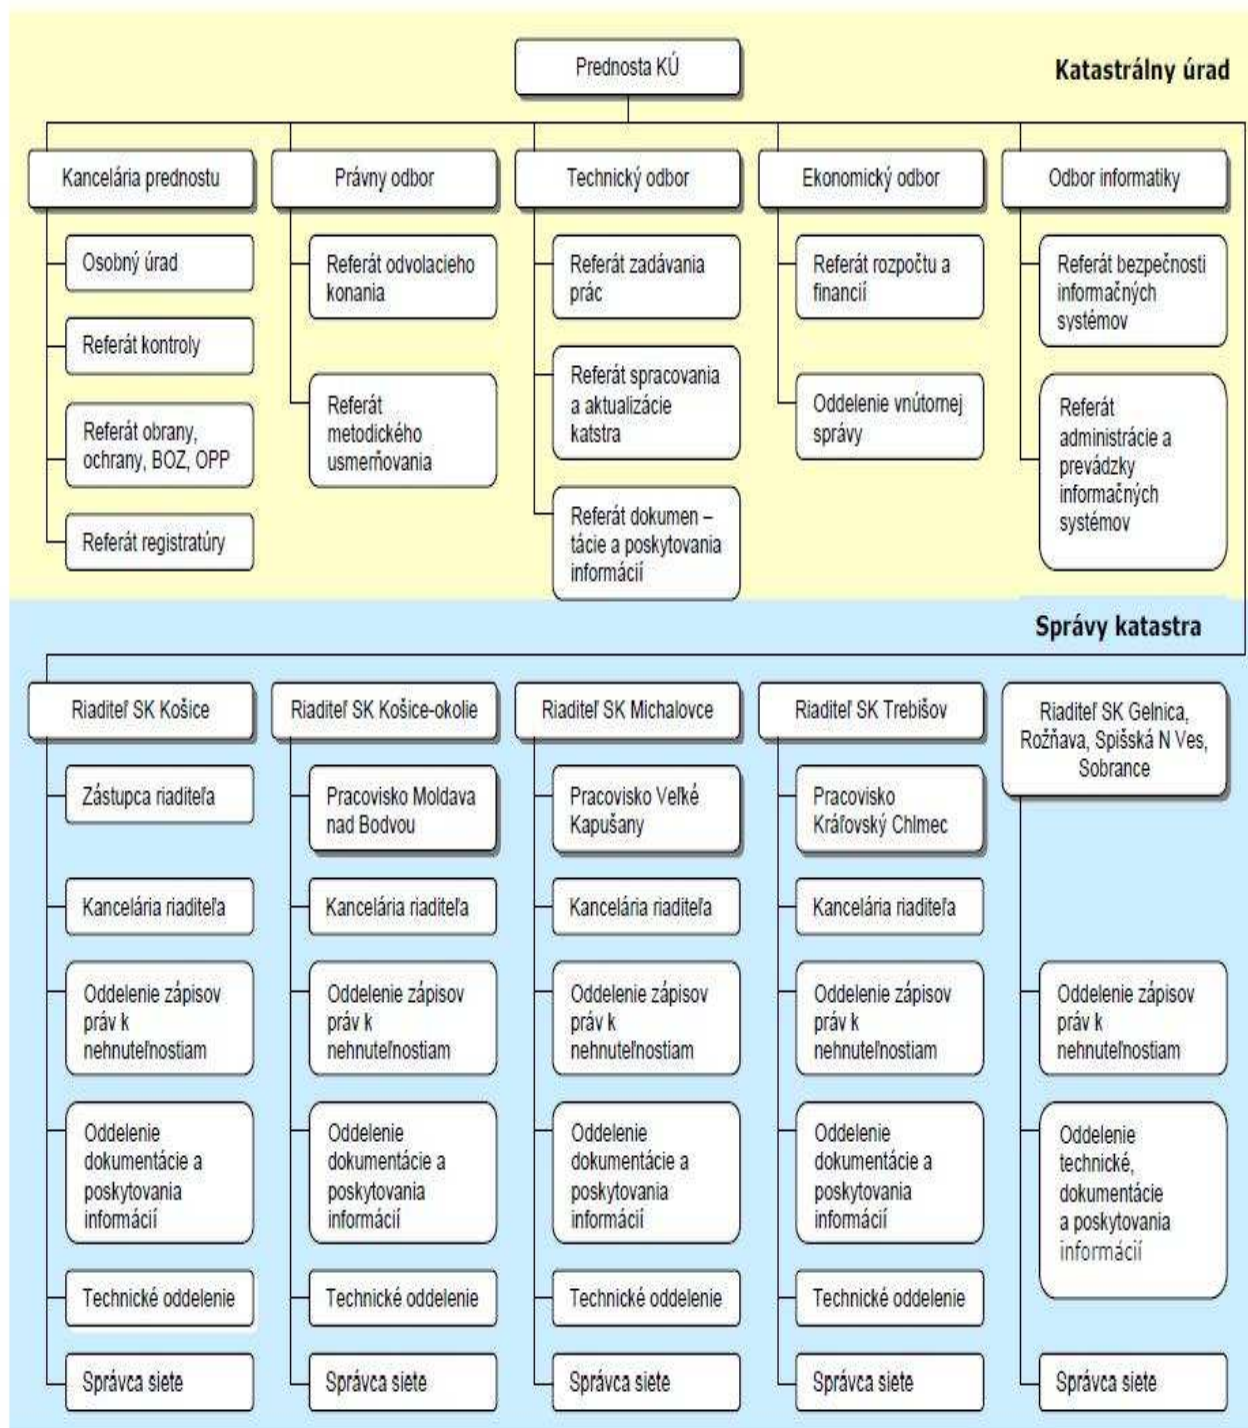 Prednosta KÚ
Katastrálny úrad
Kancelária prednostu
Osobný úrad
Referát kontroly
Referát obrany,
ochrany, BOZ, OPP
Referát registratúry
Právny odbor
Referát odvolacieho
konania
Referát
metodického
usmerňovania
Technický odbor
Referát zadávania
prác
Referát spracovania
a aktualizácie
katstra
Referát dokumen –
tácie a poskytovania
informácií
Ekonomický odbor
Referát rozpočtu a
financií
Oddelenie vnútornej
správy
Odbor informatiky
Referát bezpečnosti
informačných
systémov
Referát
administrácie a
prevádzky
informačných
systémov
Správy katastra
Riaditeľ SK Košice
Zástupca riaditeľa
Kancelária riaditeľa
Oddelenie zápisov
práv k
nehnuteľnostiam
Oddelenie
dokumentácie a
poskytovania
informácií
Technické oddelenie
Správca siete
Riaditeľ SK Košice-okolie
Pracovisko Moldava
nad Bodvou
Kancelária riaditeľa
Oddelenie zápisov
práv k
nehnuteľnostiam
Oddelenie
dokumentácie a
poskytovania
informácií
Technické oddelenie
Správca siete
Riaditeľ SK Michalovce
Pracovisko Veľké
Kapušany
Kancelária riaditeľa
Oddelenie zápisov
práv k
nehnuteľnostiam
Oddelenie
dokumentácie a
poskytovania
informácií
Technické oddelenie
Správca siete
Riaditeľ SK Trebišov
Pracovisko
Kráľovský Chlmec
Kancelária riaditeľa
Oddelenie zápisov
práv k
nehnuteľnostiam
Oddelenie
dokumentácie a
poskytovania
informácií
Technické oddelenie
Správca siete
Riaditeľ SK Gelnica,
Rožňava, Spišská N Ves,
Sobrance
Oddelenie zápisov
práv k
nehnuteľnostiam
Oddelenie
technické,
dokumentácie
a poskytovania
informácií
Správca siete